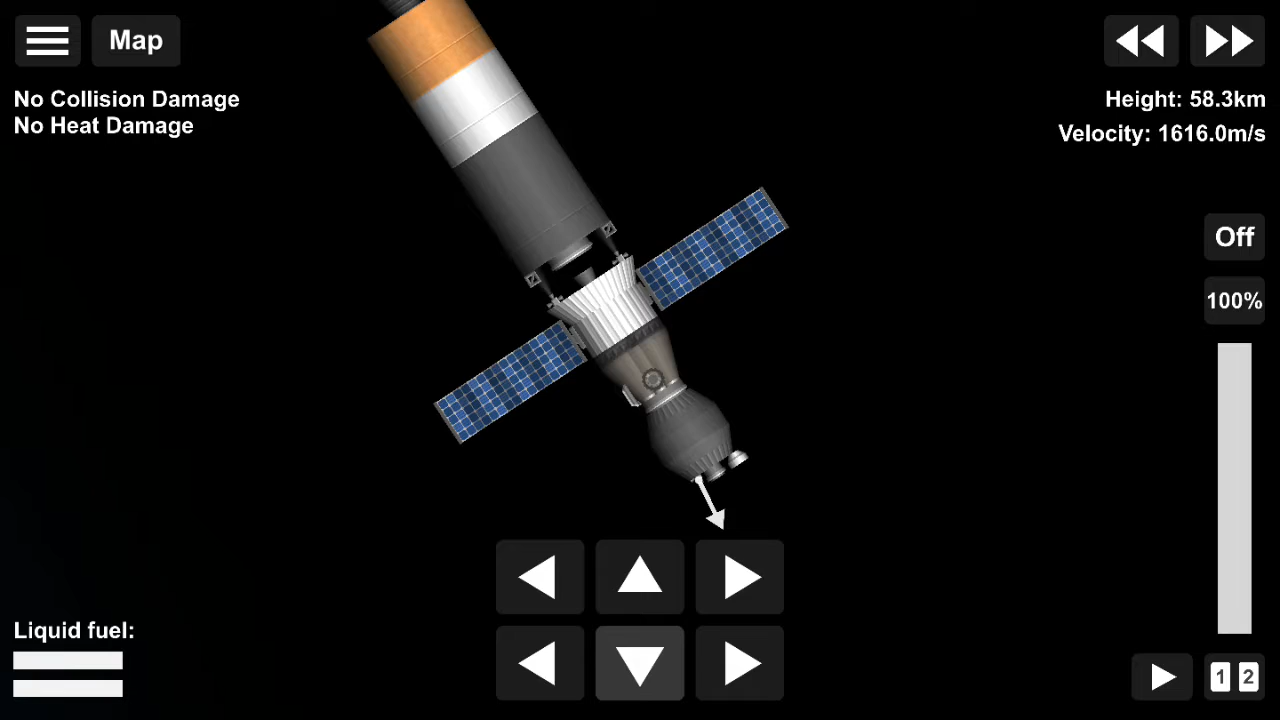 Map
No Collision Damage
No Heat Damage
Height: 58.3km
Velocity: 1616.0m/s
Off
100%
Liquid fuel:
1 2